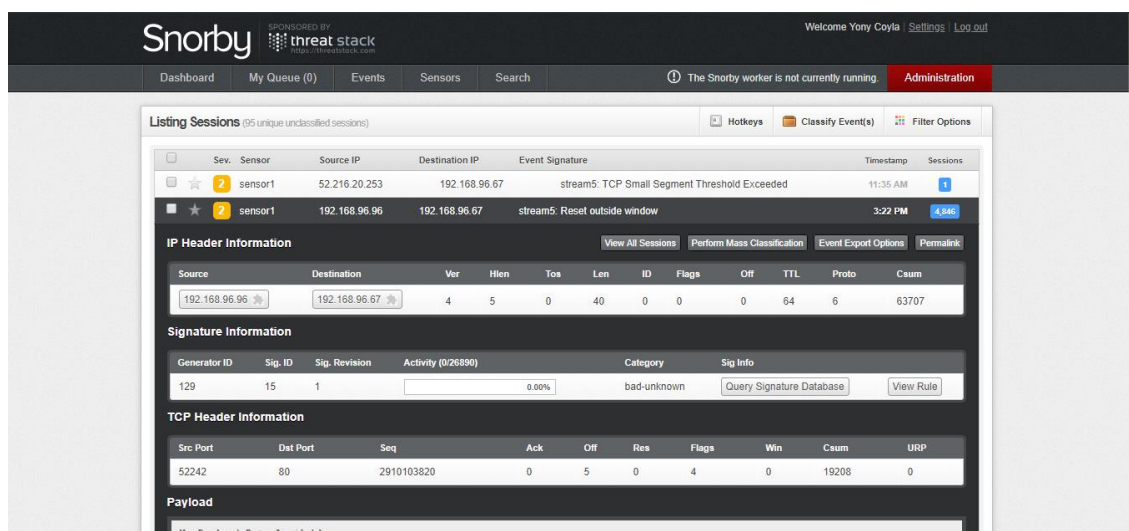 Snorby SPONSORED BY threat stack https://threatstack.com
Welcome Yony Coyla | Settings | Log out
Dashboard My Queue (0) Events Sensors Search The Snorby worker is not currently running. Administration
Listing Sessions (95 unique unclassified sessions) Hotkeys Classify Event(s) Filter Options
Sev. Sensor Source IP Destination IP Event Signature Timestamp Sessions
2 sensor1 52.216.20.253 192.168.96.67 stream5: TCP Small Segment Threshold Exceeded 11:35 AM 1
2 sensor1 192.168.96.96 192.168.96.67 stream5: Reset outside window 3:22 PM 4,846
IP Header Information View All Sessions Perform Mass Classification Event Export Options Permalink
Source Destination Ver Hlen Tos Len ID Flags Off TTL Proto Csum
192.168.96.96 192.168.96.67 4 5 0 40 0 0 0 64 6 63707
Signature Information
Generator ID Sig. ID Sig. Revision Activity (0/26890) Category Sig Info
129 15 1 0.00% bad-unknown Query Signature Database View Rule
TCP Header Information
Src Port Dst Port Seq Ack Off Res Flags Win Csum URP
52242 80 2910103820 0 5 0 4 0 19208 0
Payload